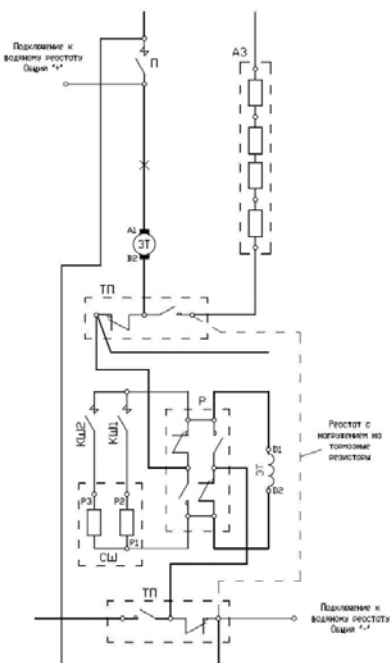 Подключение к
водяному реостату
Общий "+"
П
АЗ
А1
ЭТ
В2
ТП
Реостат с
нагружением на
тормозные
резисторы
КШ2
КШ1
Р
D1
ЭТ
D2
Р3
Р2
Р1
СШ
ТП
Подключение к
водяному реостату
Общий "-"